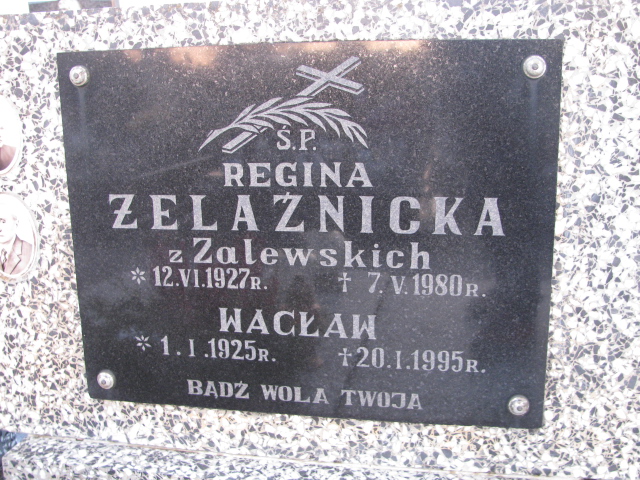 Ś.P.
REGINA
ŻELAŹNICKA
z Zalewskich
* 12.VI.1927R. † 7.V.1980R.
WACŁAW
* 1.I.1925R. † 20.I.1995R.
BĄDŹ WOLA TWOJA